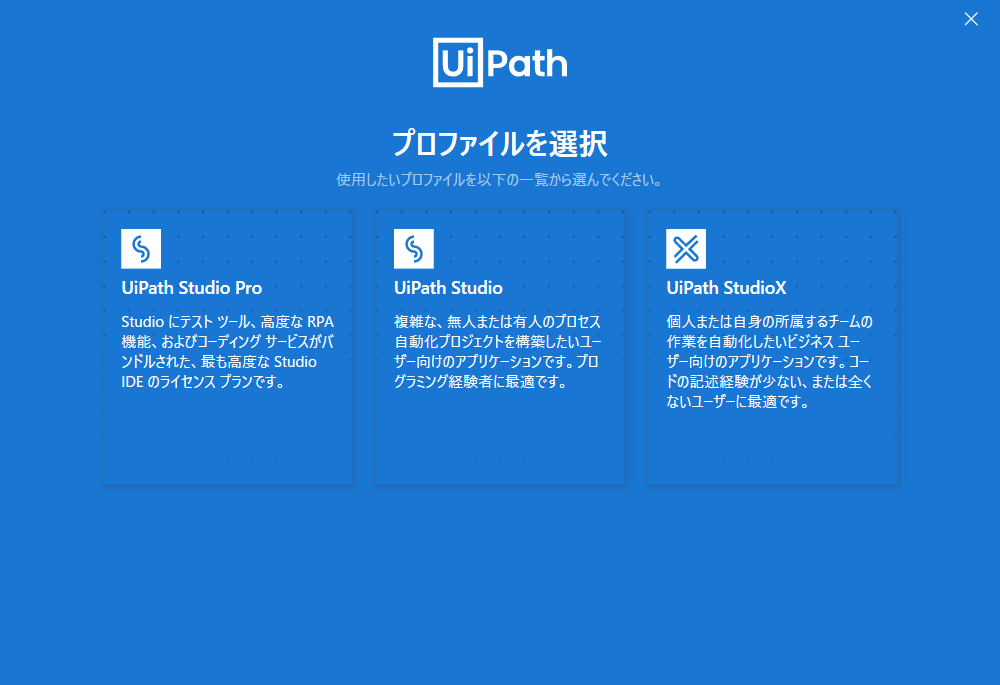 UiPath
プロファイルを選択
使用したいプロファイルを以下の一覧から選んでください。
UiPath Studio Pro
Studio にテスト ツール、高度な RPA
機能、およびコーディング サービスがバ
ンドルされた、最も高度な Studio
IDE のライセンス プランです。
UiPath Studio
複雑な、無人または有人のプロセス
自動化プロジェクトを構築したいユー
ザー向けのアプリケーションです。プロ
グラミング経験者に最適です。
UiPath StudioX
個人または自身の所属するチームの
作業を自動化したいビジネス ユー
ザー向けのアプリケーションです。コー
ドの記述経験が少ない、または全く
ないユーザーに最適です。